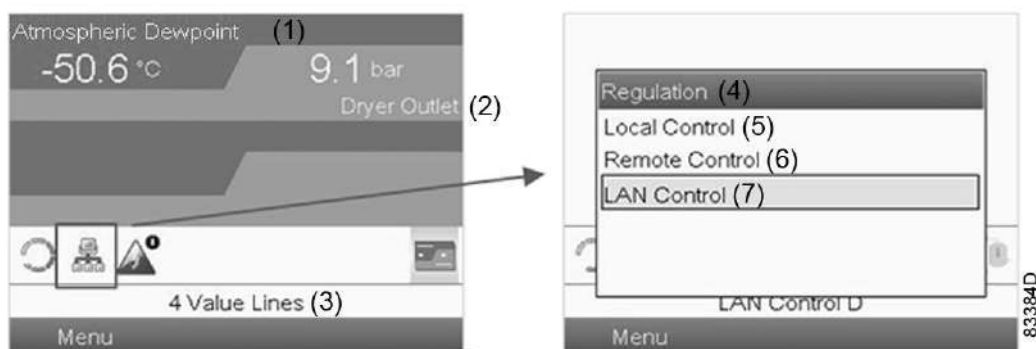 Atmospheric Dewpoint (1)
-50.6 °C
9.1 bar
Dryer Outlet (2)
4 Value Lines (3)
Menu
Regulation (4)
Local Control (5)
Remote Control (6)
LAN Control (7)
LAN Control D
Menu
83384D